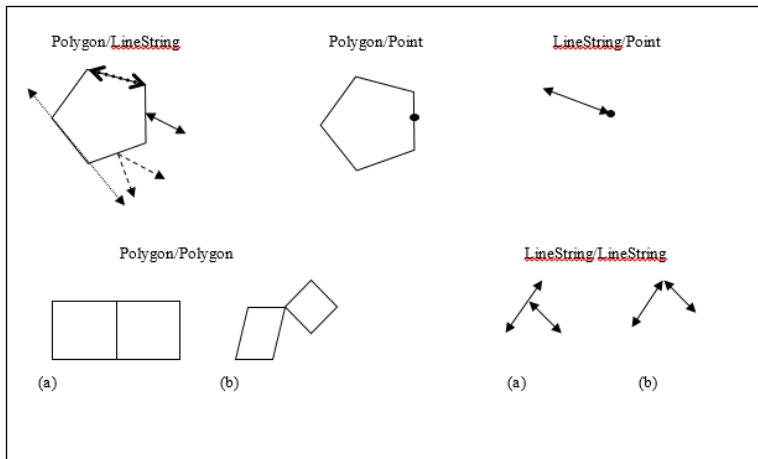 Polygon/LineString
Polygon/Point
LineString/Point
Polygon/Polygon
LineString/LineString
(a)
(b)
(a)
(b)